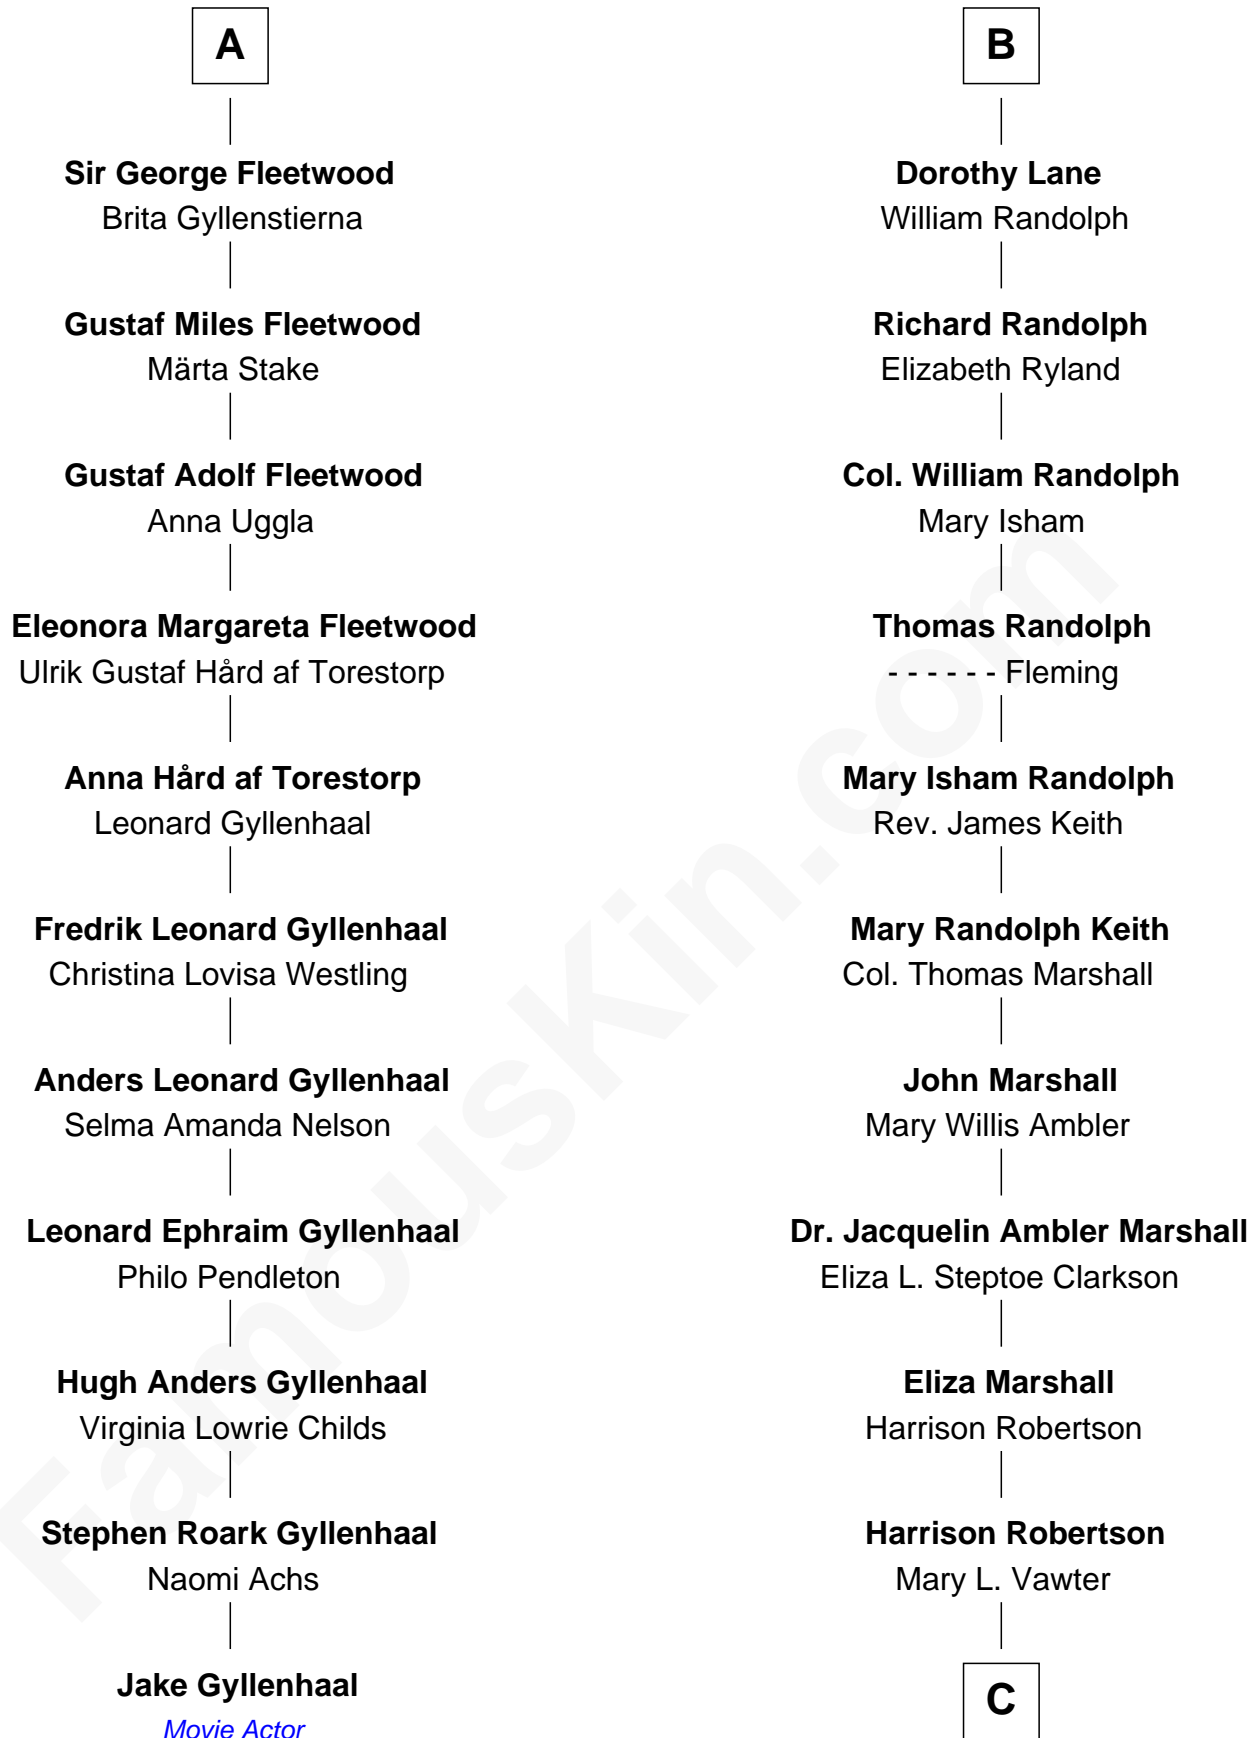 A
Sir George Fleetwood
Brita Gyllenstierna
Gustaf Miles Fleetwood
Märta Stake
Gustaf Adolf Fleetwood
Anna Uggla
Eleonora Margareta Fleetwood
Ulrik Gustaf Hård af Torestorp
Anna Hård af Torestorp
Leonard Gyllenhaal
Fredrik Leonard Gyllenhaal
Christina Lovisa Westling
Anders Leonard Gyllenhaal
Selma Amanda Nelson
Leonard Ephraim Gyllenhaal
Philo Pendleton
Hugh Anders Gyllenhaal
Virginia Lowrie Childs
Stephen Roark Gyllenhaal
Naomi Achs
Jake Gyllenhaal
Movie Actor
B
Dorothy Lane
William Randolph
Richard Randolph
Elizabeth Ryland
Col. William Randolph
Mary Isham
Thomas Randolph
- - - - - - Fleming
Mary Isham Randolph
Rev. James Keith
Mary Randolph Keith
Col. Thomas Marshall
John Marshall
Mary Willis Ambler
Dr. Jacquelin Ambler Marshall
Eliza L. Steptoe Clarkson
Eliza Marshall
Harrison Robertson
Harrison Robertson
Mary L. Vawter
C
FamousKin.com